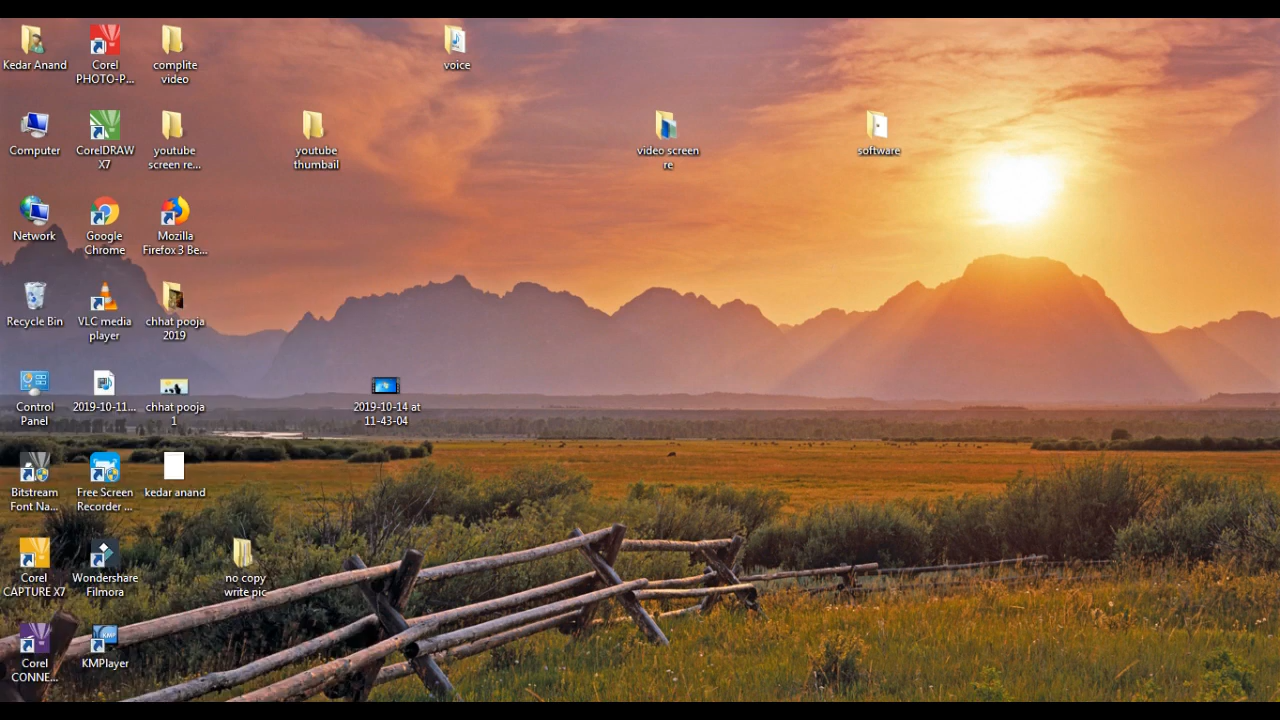 Kedar Anand
Corel
PHOTO-P...
complite
video
voice
Computer
CorelDRAW
X7
youtube
screen re...
youtube
thumbail
video screen
re
software
Network
Google
Chrome
Mozilla
Firefox 3 Be...
Recycle Bin
VLC media
player
chhat pooja
2019
Control
Panel
2019-10-11...
chhat pooja
1
2019-10-14 at
11-43-04
Bitstream
Font Na...
Free Screen
Recorder ...
kedar anand
Corel
CAPTURE X7
Wondershare
Filmora
no copy
write pic
Corel
CONNE...
KMPlayer